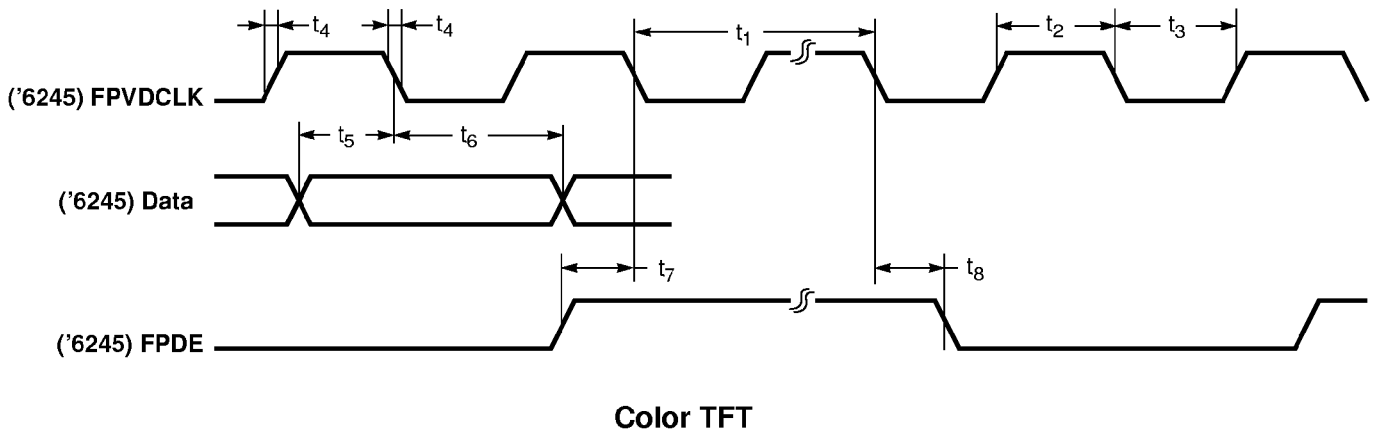 t4 t4 t1 t2 t3
('6245) FPVDCLK
t5 t6
('6245) Data
t7 t8
('6245) FPDE
Color TFT